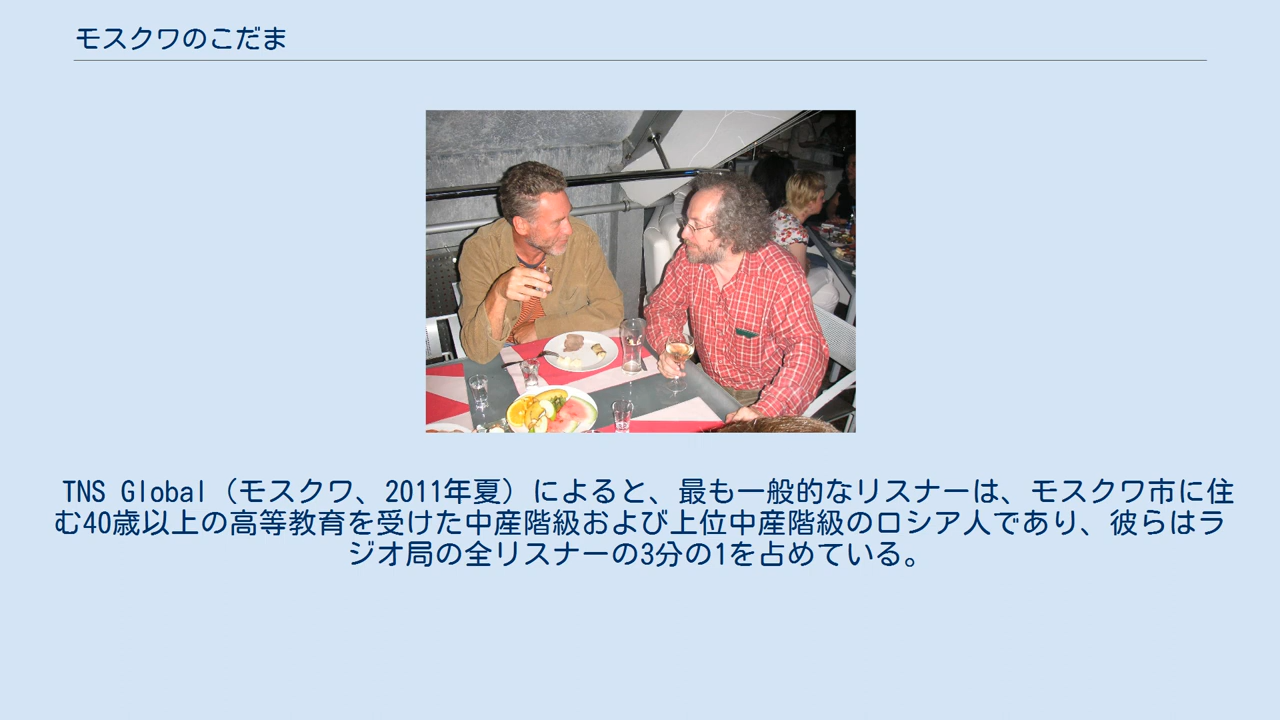 モスクワのこだま
TNS Global（モスクワ、2011年夏）によると、最も一般的なリスナーは、モスクワ市に住
む40歳以上の高等教育を受けた中産階級および上位中産階級のロシア人であり、彼らはラ
ジオ局の全リスナーの3分の1を占めている。